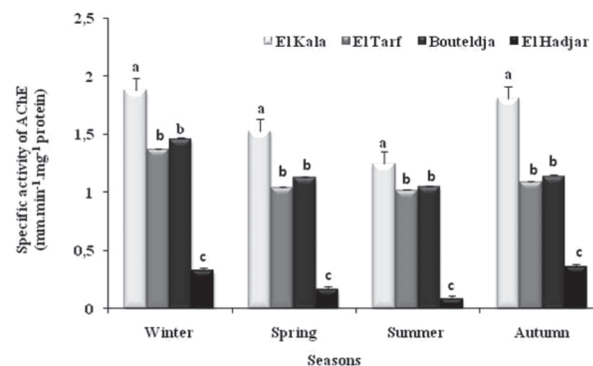 Specific activity of AChE
(mm.min-1.mg-1 protein)
2,5
2
1,5
1
0,5
0
El Kala El Tarf Bouteldja El Hadjar
a b b c
a b b c
a b b c
a b b c
Winter Spring Summer Autumn
Seasons